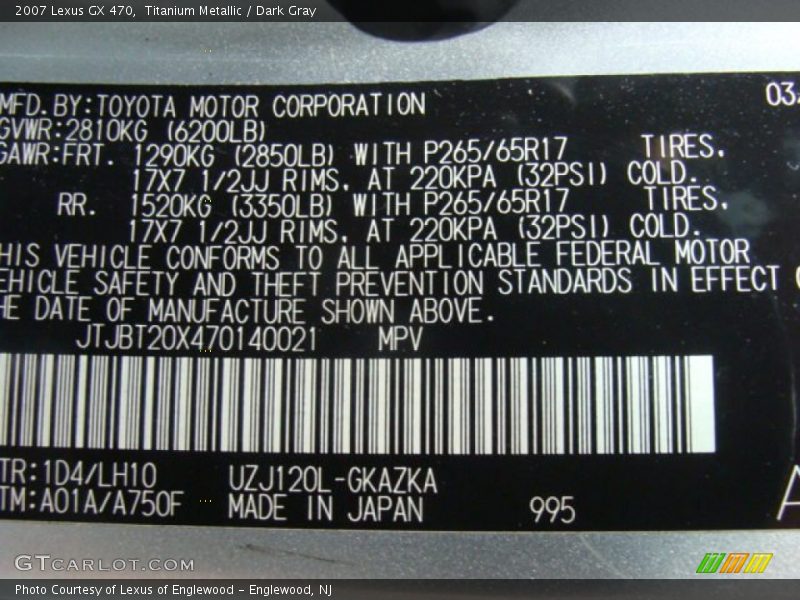 2007 Lexus GX 470, Titanium Metallic / Dark Gray
MFD. BY:TOYOTA MOTOR CORPORATION 03
GVWR:2810KG (6200LB)
GAWR:FRT. 1290KG (2850LB) WITH P265/65R17 TIRES,
17X7 1/2JJ RIMS, AT 220KPA (32PSI) COLD.
RR. 1520KG (3350LB) WITH P265/65R17 TIRES,
17X7 1/2JJ RIMS, AT 220KPA (32PSI) COLD.
HIS VEHICLE CONFORMS TO ALL APPLICABLE FEDERAL MOTOR
EHICLE SAFETY AND THEFT PREVENTION STANDARDS IN EFFECT
HE DATE OF MANUFACTURE SHOWN ABOVE.
JTJBT20X470140021 MPV
TR:1D4/LH10 UZJ120L-GKAZKA
TM:A01A/A750F MADE IN JAPAN 995 A
GTCARLOT.COM
Photo Courtesy of Lexus of Englewood – Englewood, NJ